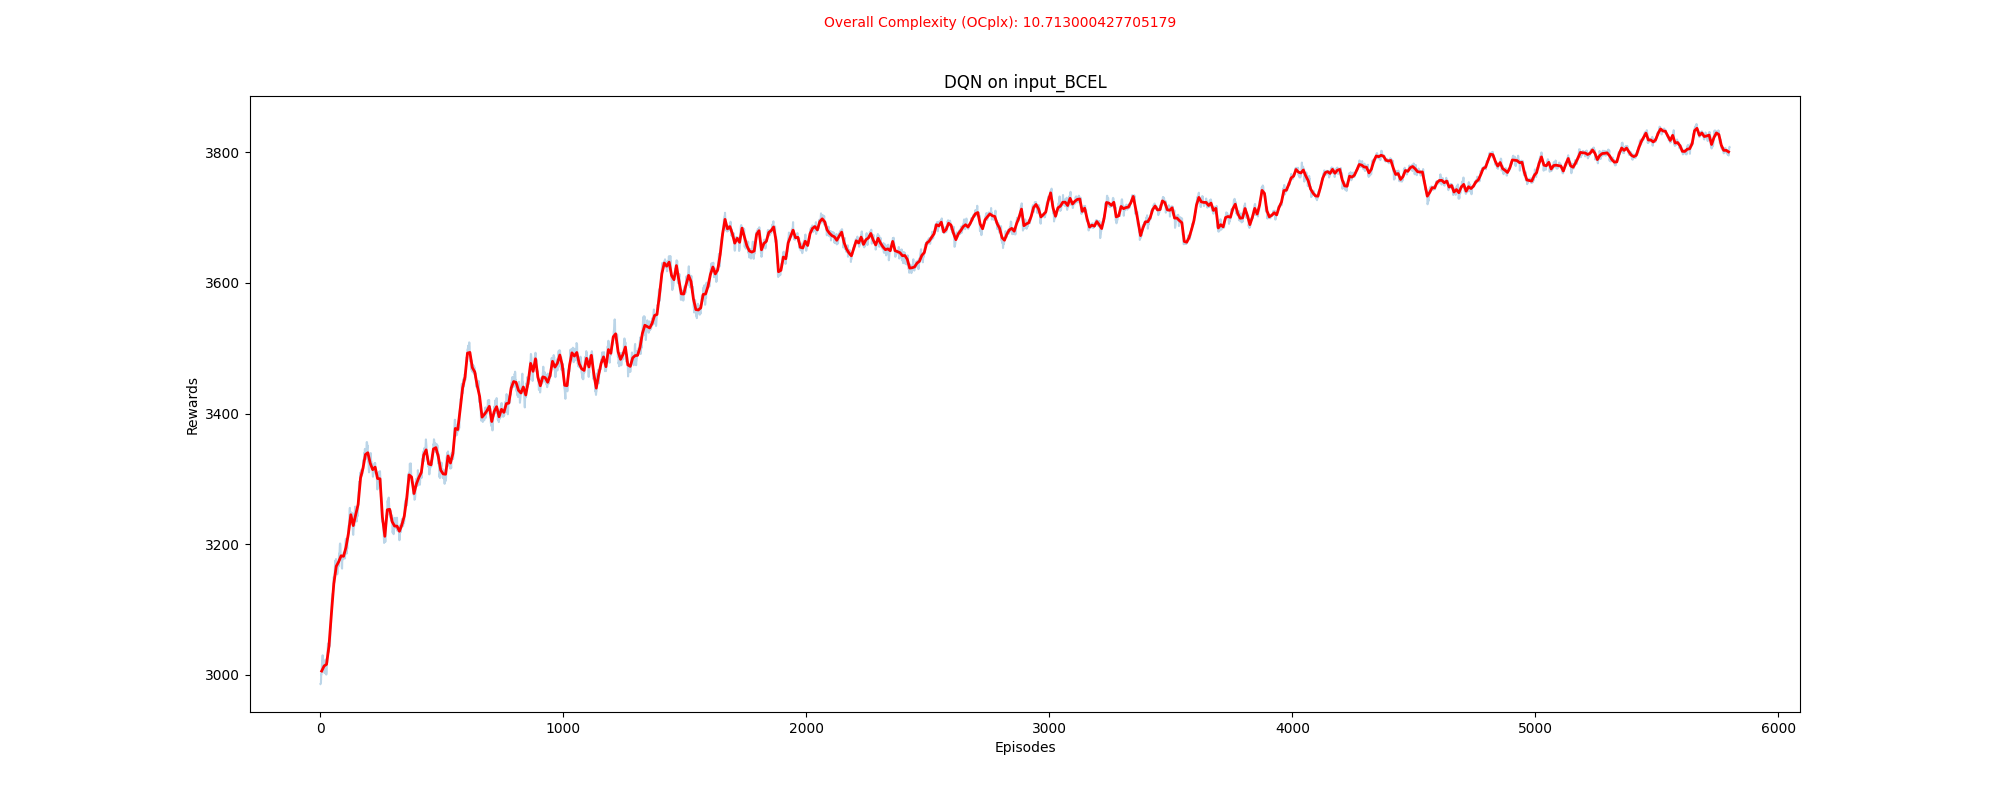 Overall Complexity (OCplx): 10.713000427705179
DQN on input_BCEL
Rewards
3800
3600
3400
3200
3000
0 1000 2000 3000 4000 5000 6000
Episodes